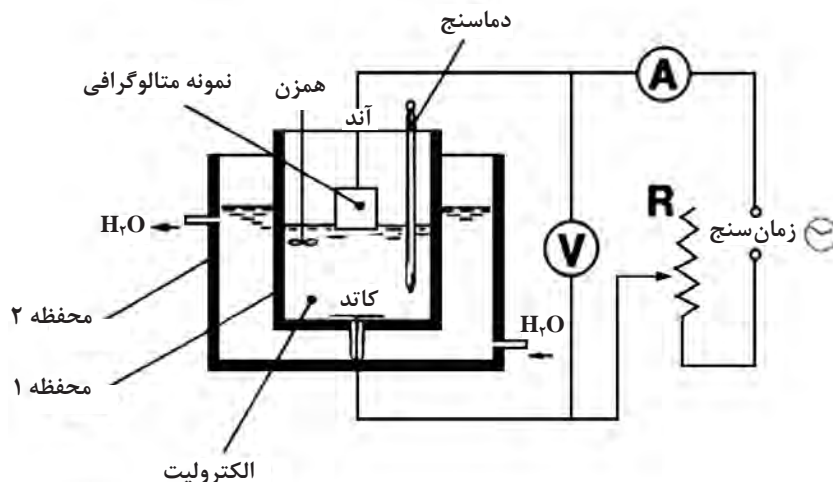 دماسنج
نمونه متالوگرافی
همزن
آند
A
R
زمان‌سنج
V
H₂O
کاتد
H₂O
محفظه ۲
محفظه ۱
الکترولیت